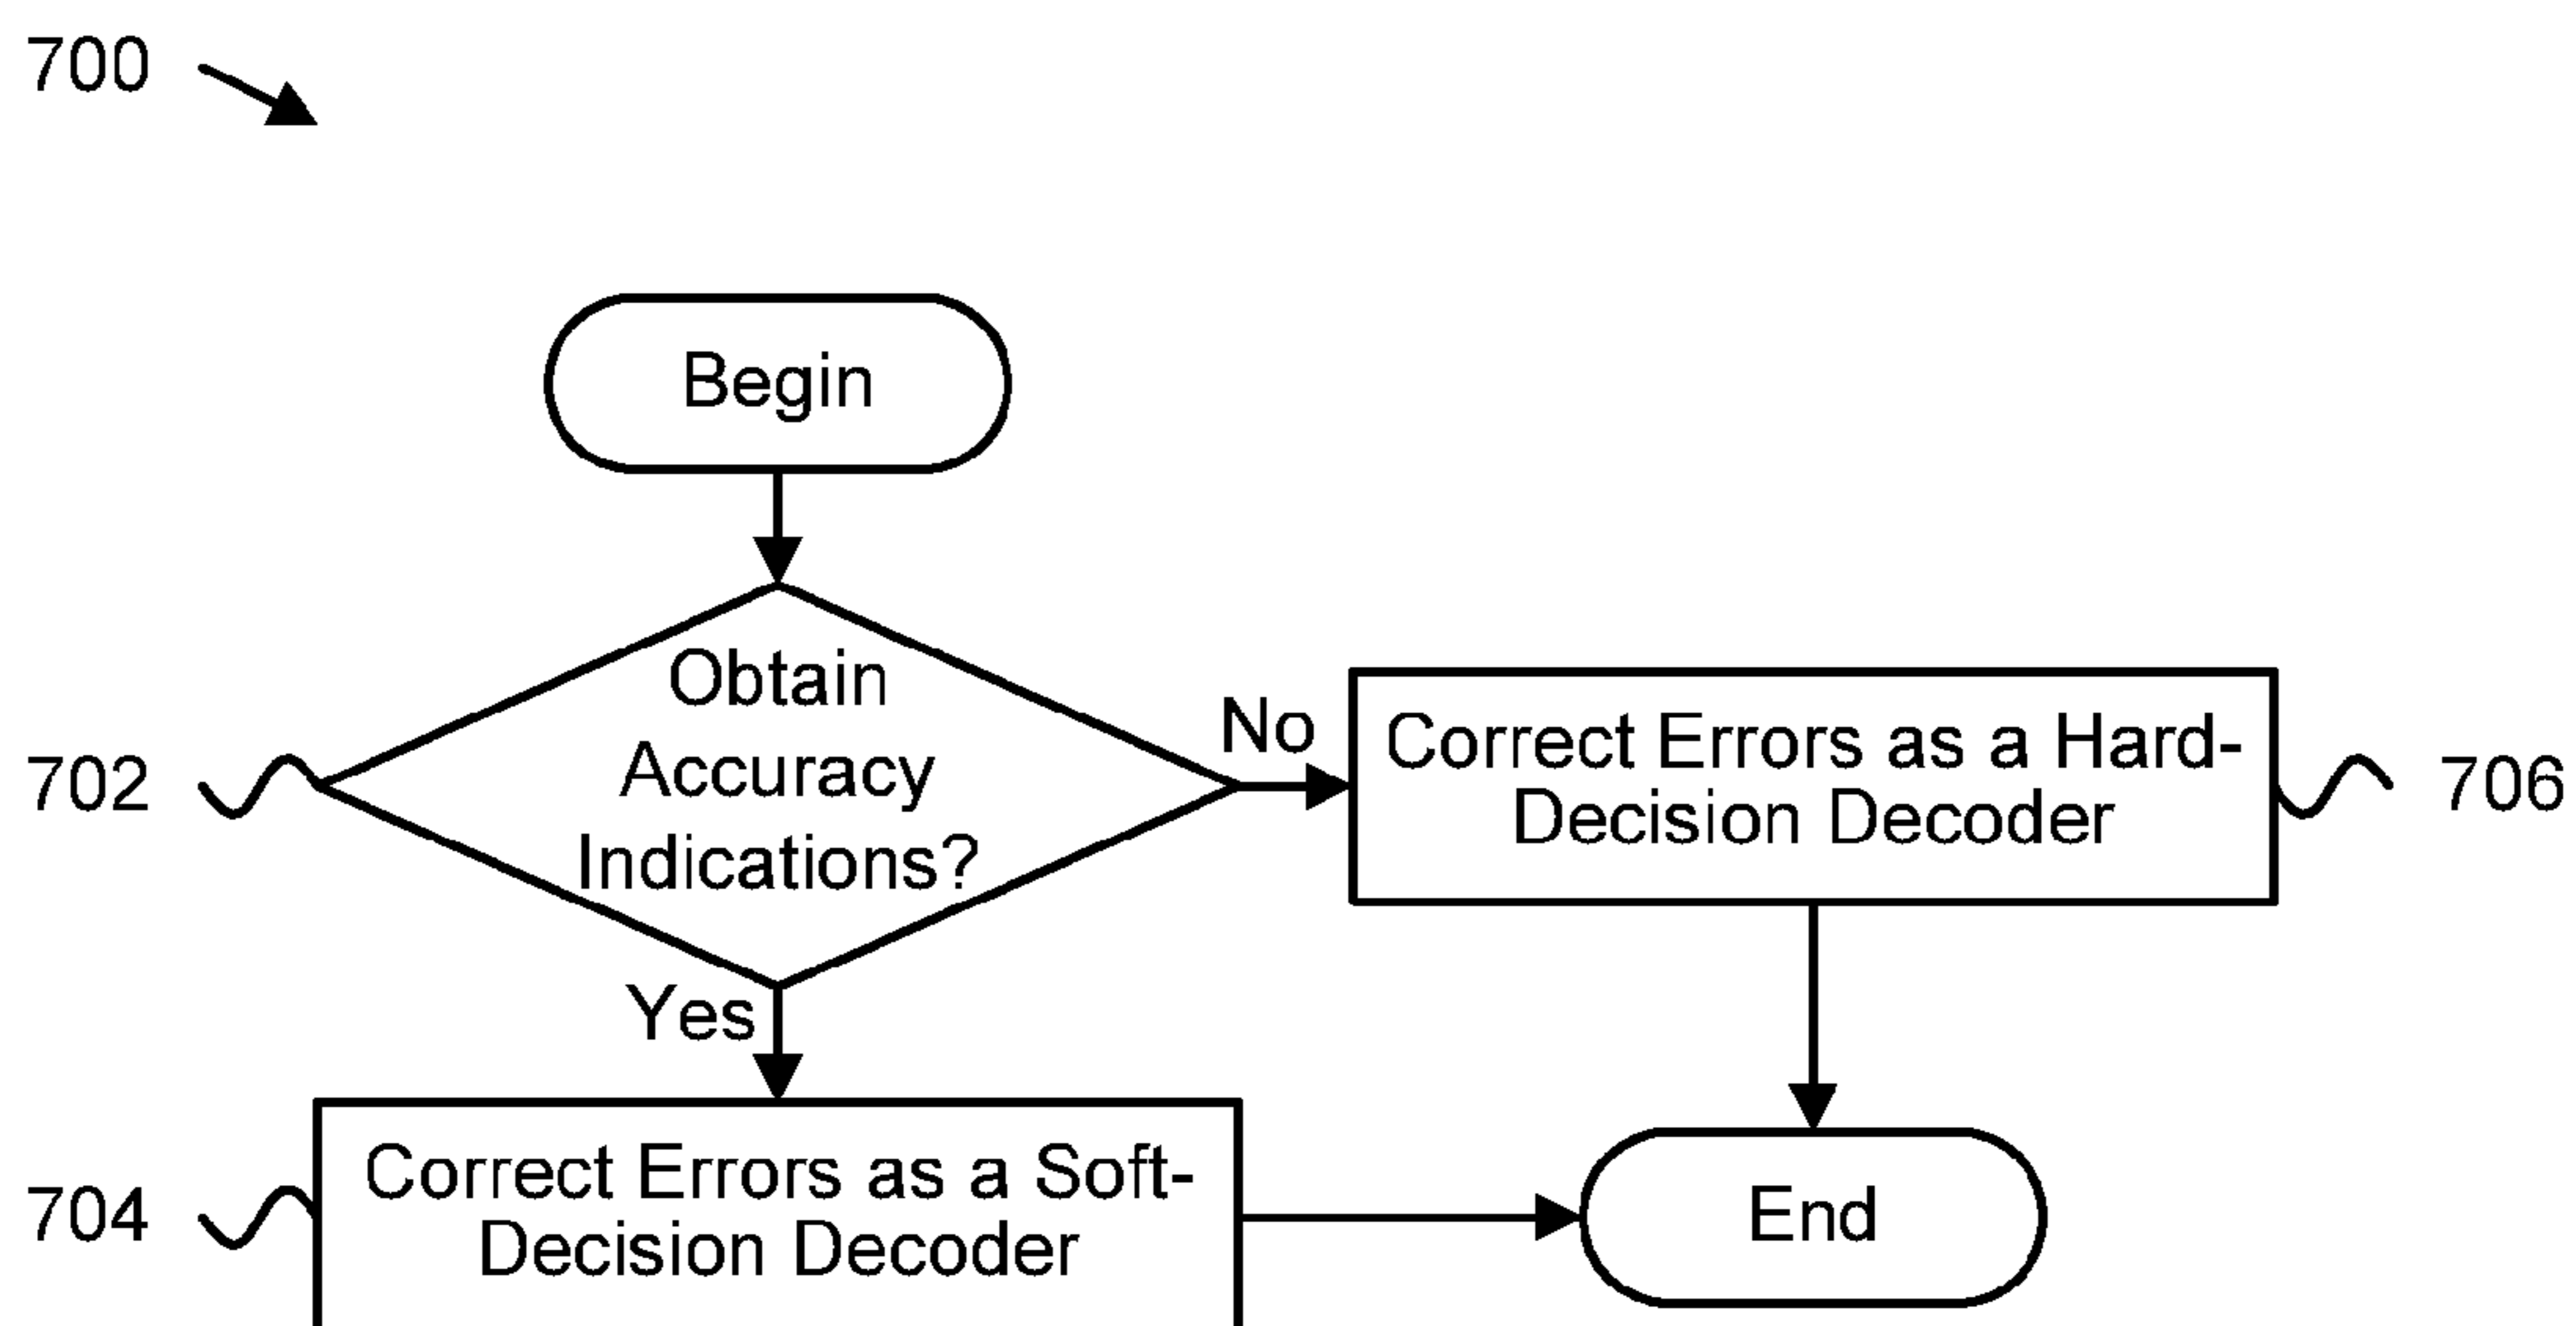 700
Begin
Obtain
Accuracy
Indications?
702
No
Correct Errors as a Hard-
Decision Decoder
706
Yes
Correct Errors as a Soft-
Decision Decoder
704
End